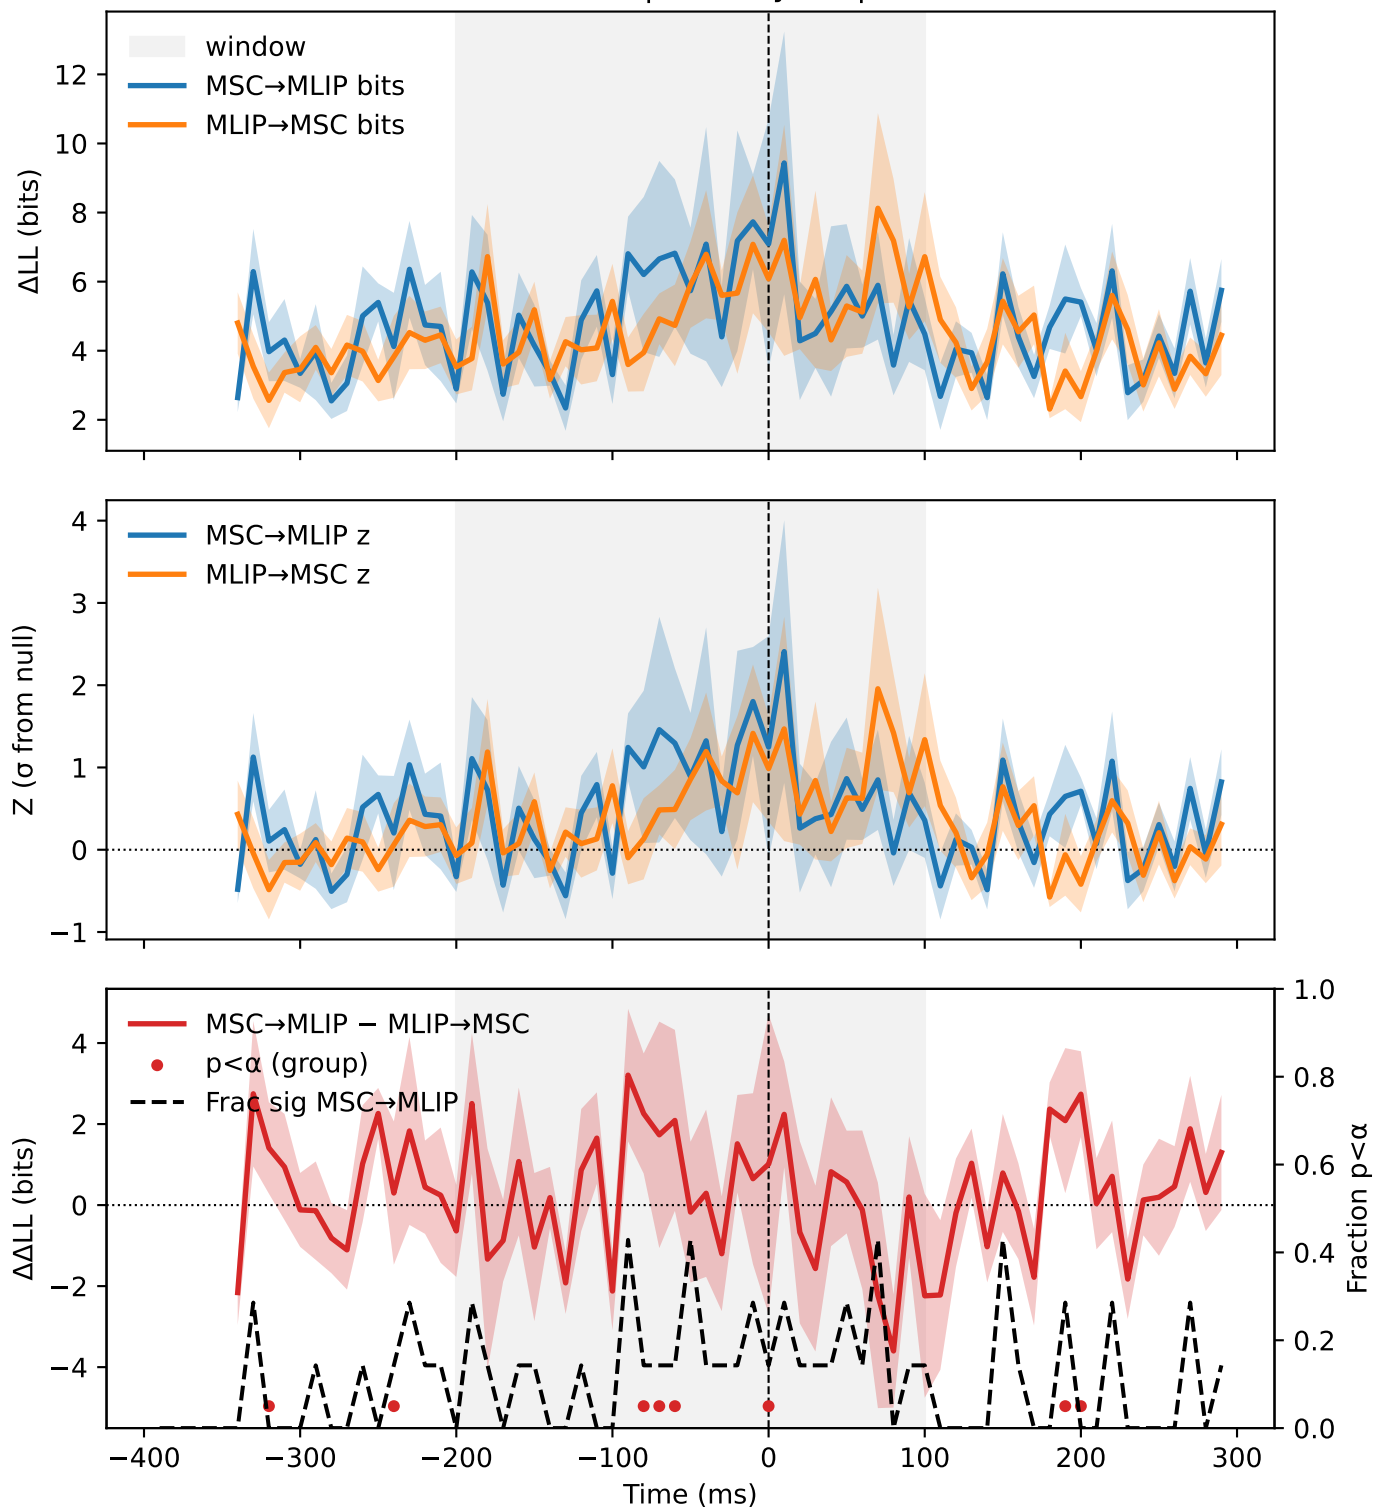 window
MSC→MLIP bits
MLIP→MSC bits
ΔLL (bits)
12
10
8
6
4
2
MSC→MLIP z
MLIP→MSC z
Z (σ from null)
4
3
2
1
0
−1
MSC→MLIP − MLIP→MSC
p<α (group)
Frac sig MSC→MLIP
ΔΔLL (bits)
4
2
0
−2
−4
1.0
0.8
0.6
0.4
0.2
0.0
Fraction p<α
−400
−300
−200
−100
0
100
200
300
Time (ms)